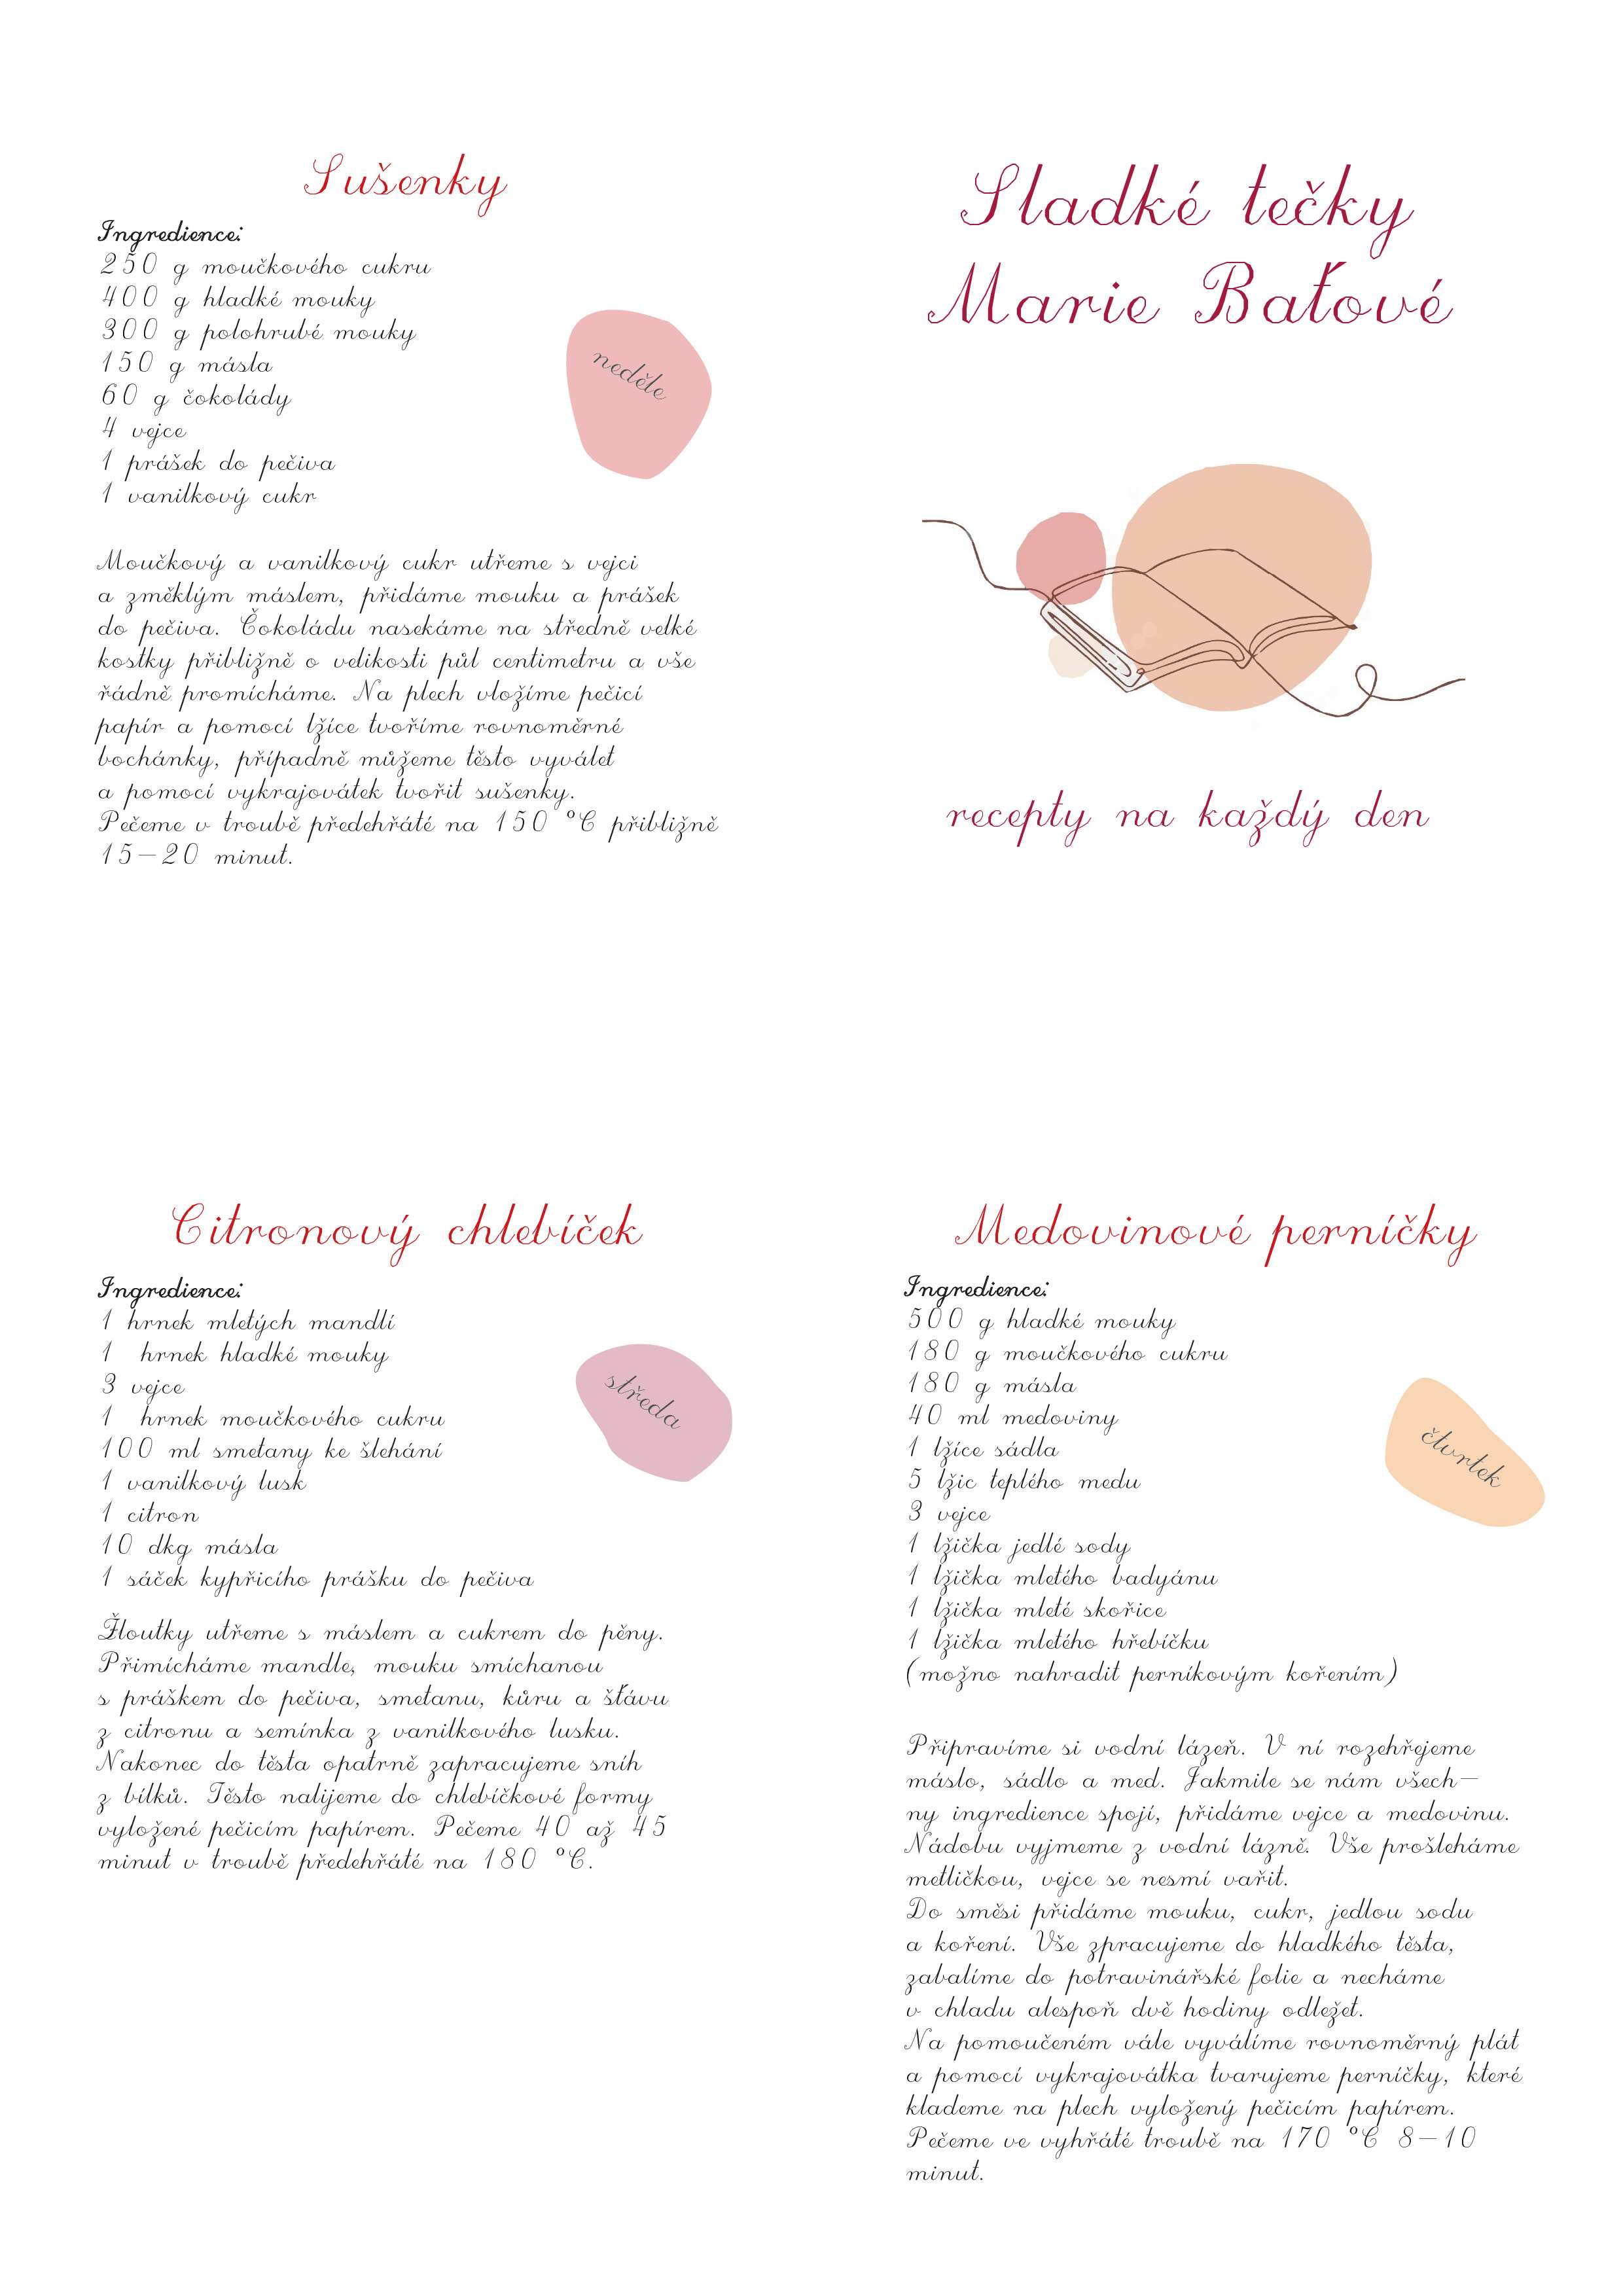 Sušenky
Ingredience:
250 g moučkového cukru
400 g hladké mouky
300 g polohrubé mouky
150 g másla
60 g čokolády
4 vejce
1 prášek do pečiva
1 vanilkový cukr
neděle
Moučkový a vanilkový cukr utřeme s vejci
a změklým máslem, přidáme mouku a prášek
do pečiva. Čokoládu nasekáme na středně velké
kostky přibližně o velikosti půl centimetru a vše
řádně promícháme. Na plech vložíme pečicí
papír a pomocí lžíce tvoříme rovnoměrné
bochánky, případně můžeme těsto vyválet
a pomocí vykrajovátek tvořit sušenky.
Pečeme v troubě předehřáté na 150 °C přibližně
15-20 minut.
Sladké tečky
Marie Baťové
recepty na každý den
Citronový chlebíček
Ingredience:
1 hrnek mletých mandlí
1 hrnek hladké mouky
3 vejce
1 hrnek moučkového cukru
100 ml smetany ke šlehání
1 vanilkový lusk
1 citron
10 dkg másla
1 sáček kypřicího prášku do pečiva
středa
Žloutky utřeme s máslem a cukrem do pěny.
Přimícháme mandle, mouku smíchanou
s práškem do pečiva, smetanu, kůru a šťávu
z citronu a semínka z vanilkového lusku.
Nakonec do těsta opatrně zapracujeme sníh
z bílků. Těsto nalijeme do chlebíčkové formy
vyložené pečicím papírem. Pečeme 40 až 45
minut v troubě předehřáté na 180 °C.
Medovinové perníčky
Ingredience:
500 g hladké mouky
180 g moučkového cukru
180 g másla
40 ml medoviny
1 lžíce sádla
5 lžic teplého medu
3 vejce
1 lžička jedlé sody
1 lžička mletého badyánu
1 lžička mleté skořice
1 lžička mletého hřebíčku
(možno nahradit perníkovým kořením)
čtvrtek
Připravíme si vodní lázeň. V ní rozehřejeme
máslo, sádlo a med. Jakmile se nám všech-
ny ingredience spojí, přidáme vejce a medovinu.
Nádobu vyjmeme z vodní lázně. Vše prošleháme
metličkou, vejce se nesmí vařit.
Do směsi přidáme mouku, cukr, jedlou sodu
a koření. Vše zpracujeme do hladkého těsta,
zabalíme do potravinářské folie a necháme
v chladu alespoň dvě hodiny odležet.
Na pomoučeném vále vyválíme rovnoměrný plát
a pomocí vykrajovátka tvarujeme perníčky, které
klademe na plech vyložený pečicím papírem.
Pečeme ve vyhřáté troubě na 170 °C 8-10
minut.